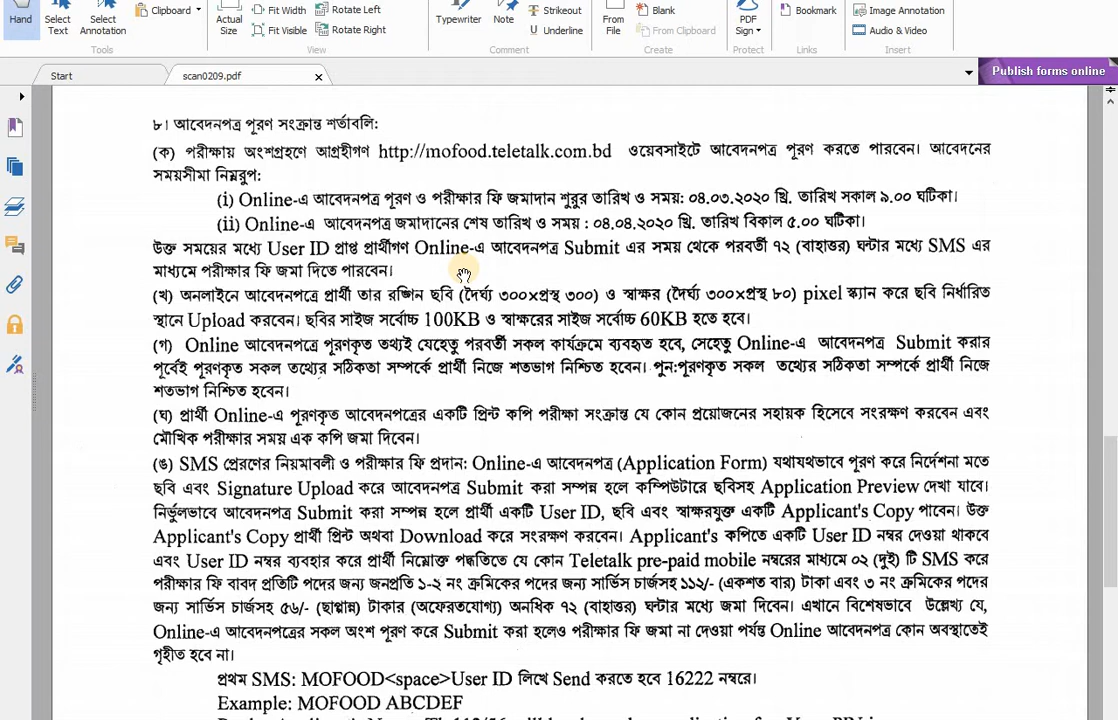 Hand
Select Text
Select Annotation
Clipboard
Actual Size
Fit Width
Fit Visible
Rotate Left
Rotate Right
Typewriter
Note
Strikeout
Underline
From File
Blank
From Clipboard
PDF Sign
Bookmark
Image Annotation
Audio & Video
Tools
View
Comment
Create
Protect
Links
Insert
Start
scan0209.pdf
Publish forms online
৮। আবেদনপত্র পূরণ সংক্রান্ত শর্তাবলি:
(ক) পরীক্ষায় অংশগ্রহণে আগ্রহীগণ http://mofood.teletalk.com.bd ওয়েবসাইটে আবেদনপত্র পূরণ করতে পারবেন। আবেদনের
সময়সীমা নিম্নরুপ:
(i) Online-এ আবেদনপত্র পূরণ ও পরীক্ষার ফি জমাদান শুরুর তারিখ ও সময়: ০৪.০৩.২০২০ খ্রি. তারিখ সকাল ৯.০০ ঘটিকা।
(ii) Online-এ আবেদনপত্র জমাদানের শেষ তারিখ ও সময় : ০৪.০৪.২০২০ খ্রি. তারিখ বিকাল ৫.০০ ঘটিকা।
উক্ত সময়ের মধ্যে User ID প্রাপ্ত প্রার্থীগণ Online-এ আবেদনপত্র Submit এর সময় থেকে পরবর্তী ৭২ (বাহাত্তর) ঘন্টার মধ্যে SMS এর
মাধ্যমে পরীক্ষার ফি জমা দিতে পারবেন।
(খ) অনলাইনে আবেদনপত্রে প্রার্থী তার রঙ্গিন ছবি (দৈর্ঘ্য ৩০০×প্রস্থ ৩০০) ও স্বাক্ষর (দৈর্ঘ্য ৩০০×প্রস্থ ৮০) pixel স্ক্যান করে ছবি নির্ধারিত
স্থানে Upload করবেন। ছবির সাইজ সর্বোচ্চ 100KB ও স্বাক্ষরের সাইজ সর্বোচ্চ 60KB হতে হবে।
(গ) Online আবেদনপত্রে পূরণকৃত তথ্যই যেহেতু পরবর্তী সকল কার্যক্রমে ব্যবহৃত হবে, সেহেতু Online-এ আবেদনপত্র Submit করার
পূর্বেই পূরণকৃত সকল তথ্যের সঠিকতা সম্পর্কে প্রার্থী নিজে শতভাগ নিশ্চিত হবেন। পুন:পূরণকৃত সকল তথ্যের সঠিকতা সম্পর্কে প্রার্থী নিজে
শতভাগ নিশ্চিত হবেন।
(ঘ) প্রার্থী Online-এ পূরণকৃত আবেদনপত্রের একটি প্রিন্ট কপি পরীক্ষা সংক্রান্ত যে কোন প্রয়োজনের সহায়ক হিসেবে সংরক্ষণ করবেন এবং
মৌখিক পরীক্ষার সময় এক কপি জমা দিবেন।
(ঙ) SMS প্রেরণের নিয়মাবলী ও পরীক্ষার ফি প্রদান: Online-এ আবেদনপত্র (Application Form) যথাযথভাবে পূরণ করে নির্দেশনা মতে
ছবি এবং Signature Upload করে আবেদনপত্র Submit করা সম্পন্ন হলে কম্পিউটারে ছবিসহ Application Preview দেখা যাবে।
নির্ভুলভাবে আবেদনপত্র Submit করা সম্পন্ন হলে প্রার্থী একটি User ID, ছবি এবং স্বাক্ষরযুক্ত একটি Applicant's Copy পাবেন। উক্ত
Applicant's Copy প্রার্থী প্রিন্ট অথবা Download করে সংরক্ষণ করবেন। Applicant's কপিতে একটি User ID নম্বর দেওয়া থাকবে
এবং User ID নম্বর ব্যবহার করে প্রার্থী নিম্নোক্ত পদ্ধতিতে যে কোন Teletalk pre-paid mobile নম্বরের মাধ্যমে ০২ (দুই) টি SMS করে
পরীক্ষার ফি বাবদ প্রতিটি পদের জন্য জনপ্রতি ১-২ নং ক্রমিকের পদের জন্য সার্ভিস চার্জসহ ১১২/- (একশত বার) টাকা এবং ৩ নং ক্রমিকের পদের
জন্য সার্ভিস চার্জসহ ৫৬/- (ছাপ্পান্ন) টাকার (অফেরতযোগ্য) অনধিক ৭২ (বাহাত্তর) ঘন্টার মধ্যে জমা দিবেন। এখানে বিশেষভাবে উল্লেখ্য যে,
Online-এ আবেদনপত্রের সকল অংশ পূরণ করে Submit করা হলেও পরীক্ষার ফি জমা না দেওয়া পর্যন্ত Online আবেদনপত্র কোন অবস্থাতেই
গৃহীত হবে না।
প্রথম SMS: MOFOOD<space>User ID লিখে Send করতে হবে 16222 নম্বরে।
Example: MOFOOD ABCDEF